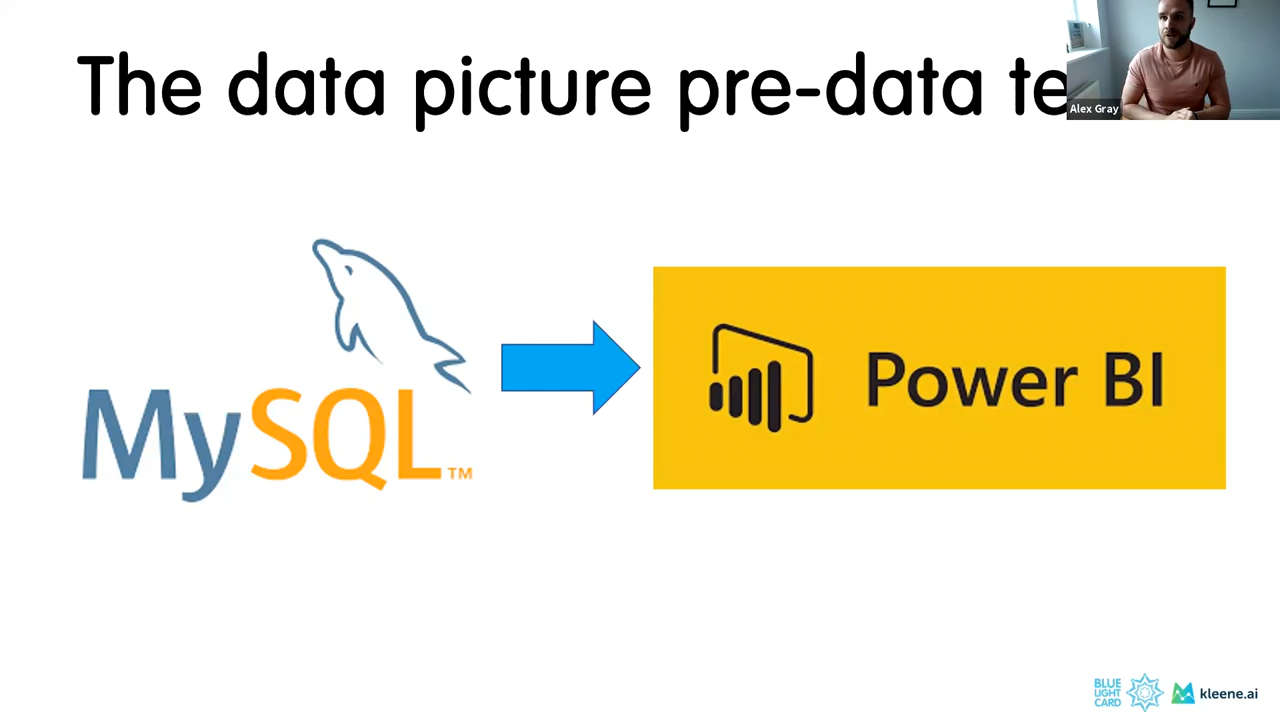 The data picture pre-data te
Alex Gray
MySQL™
Power BI
BLUE
LIGHT
CARD
kleene.ai